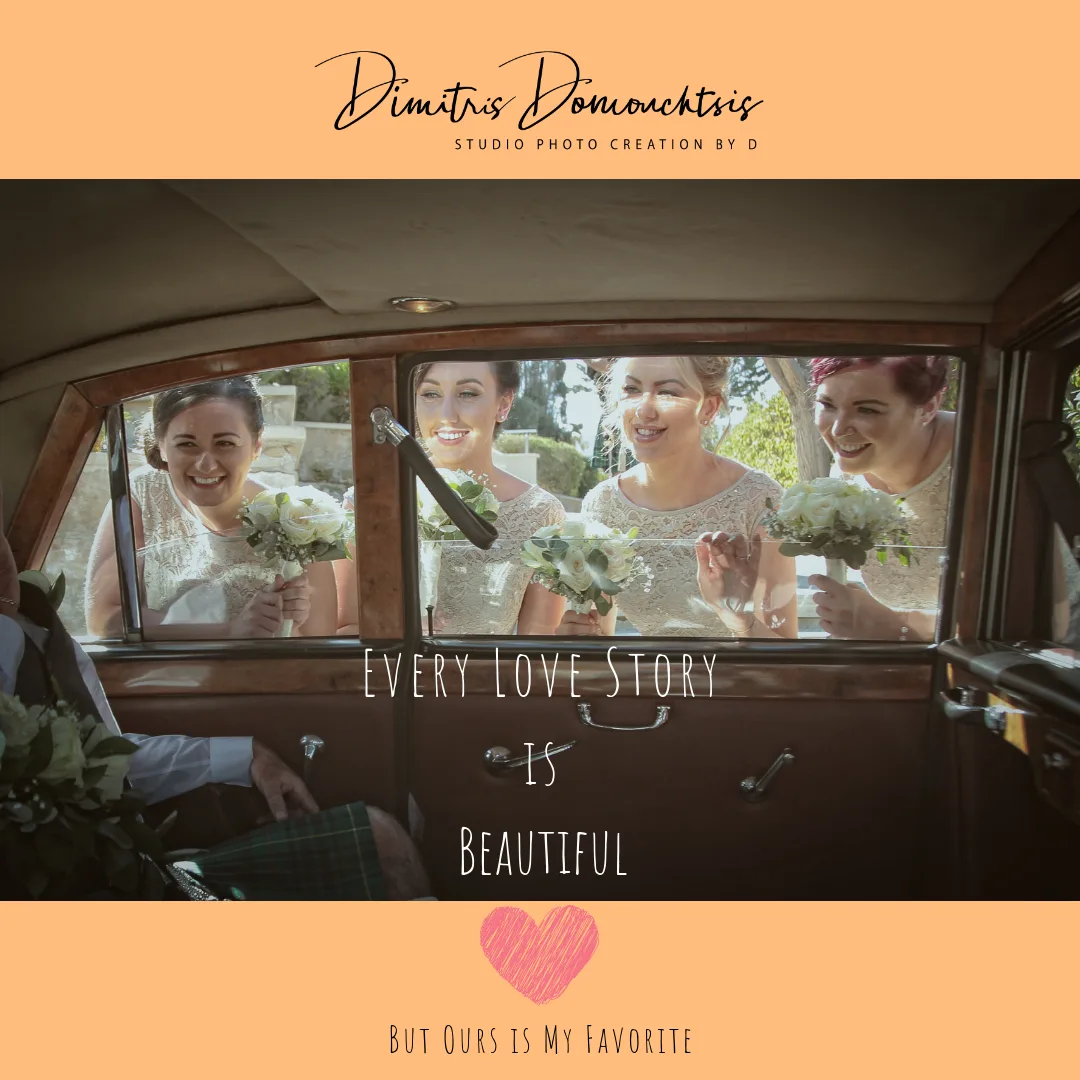 Dimitris Domouchtsis
STUDIO PHOTO CREATION BY D
Every Love Story
is
Beautiful
But Ours is My Favorite